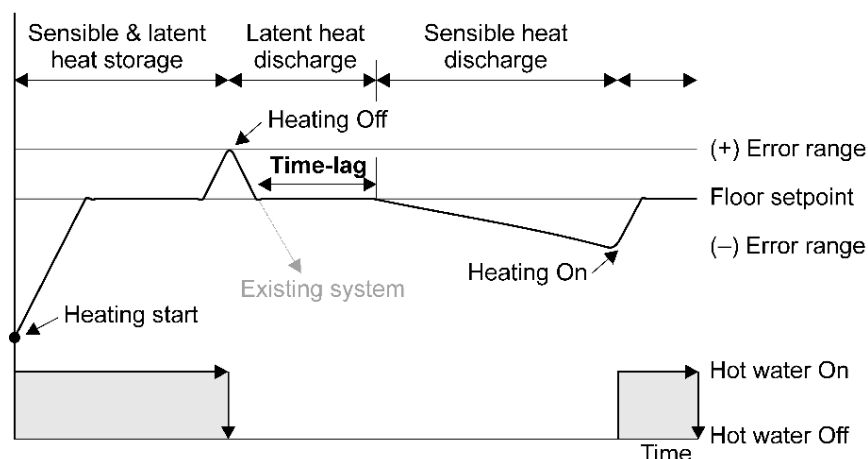 Sensible & latent
heat storage
Latent heat
discharge
Sensible heat
discharge
Heating Off
(+) Error range
Time-lag
Floor setpoint
(−) Error range
Heating On
Existing system
Heating start
Hot water On
Hot water Off
Time